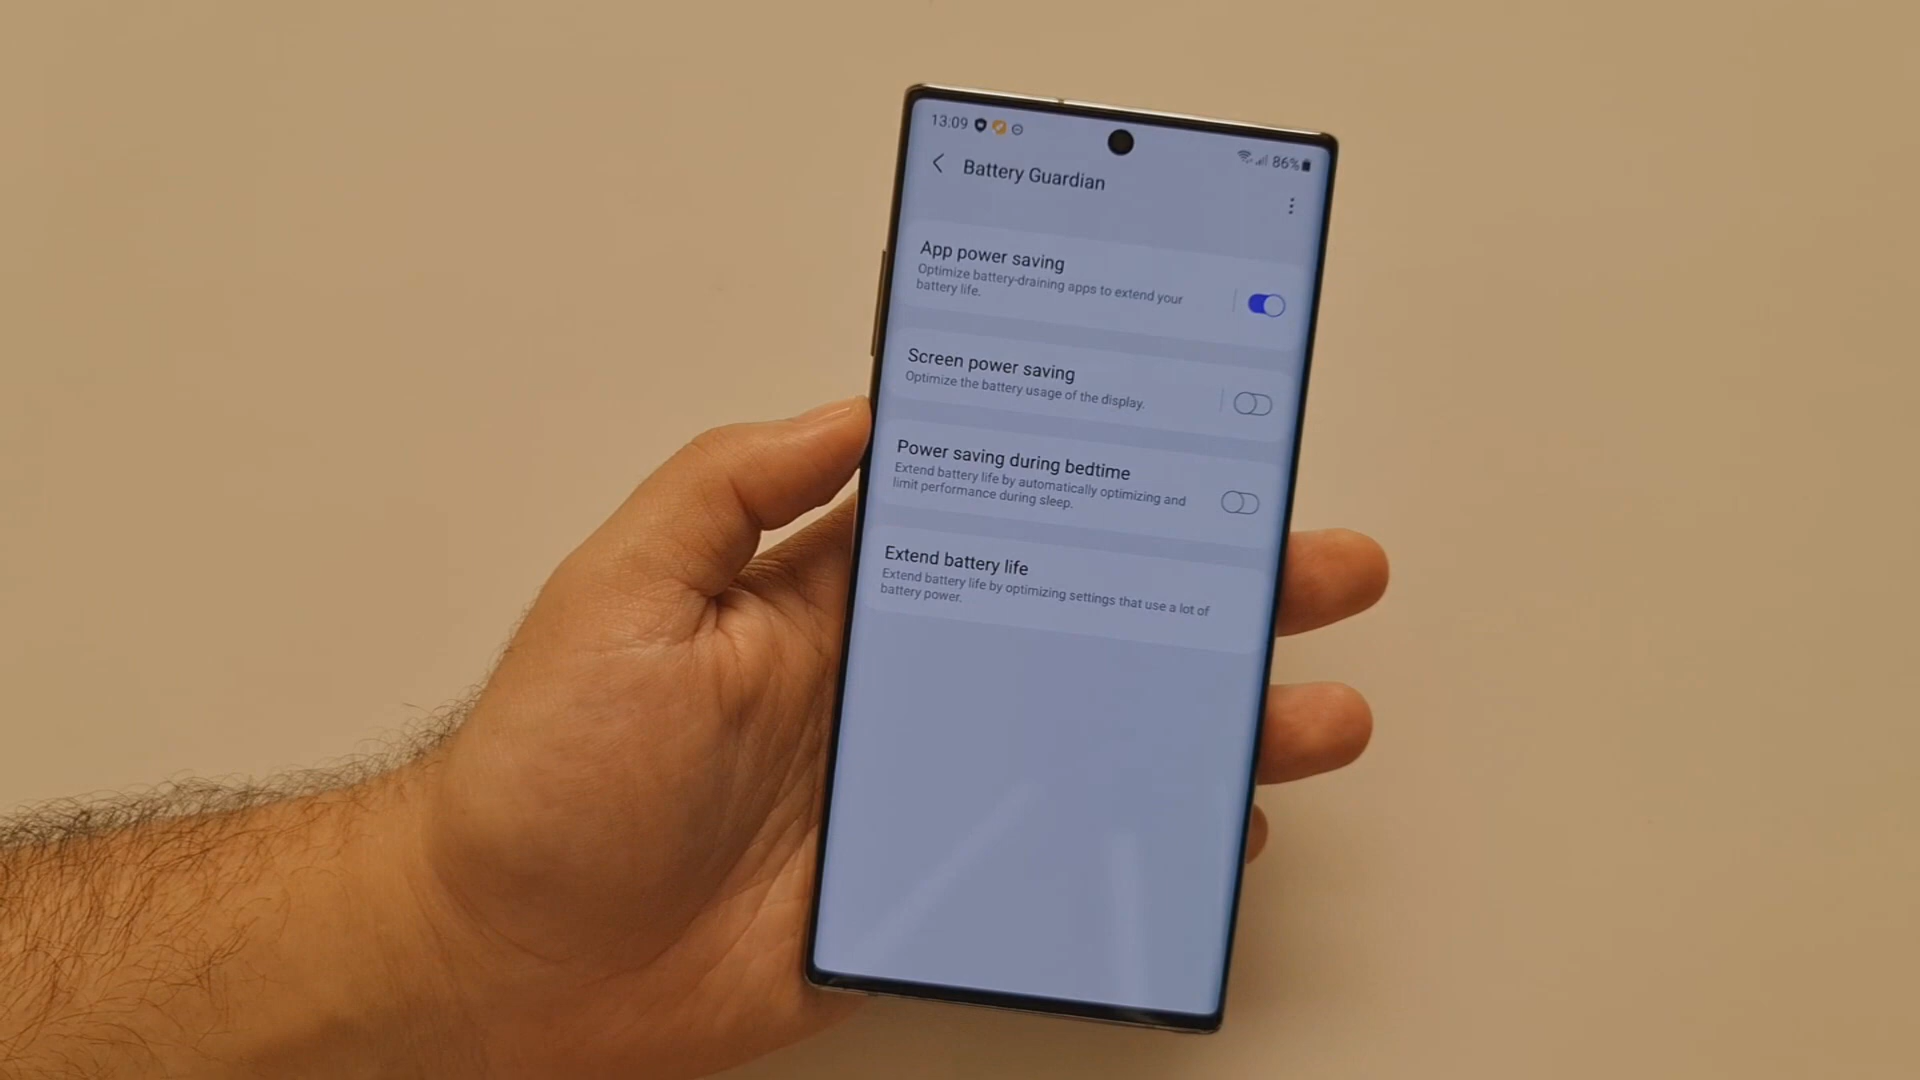 13.09
86%
Battery Guardian
App power saving
Optimize battery-draining apps to extend your
battery life.
Screen power saving
Optimize the battery usage of the display.
Power saving during bedtime
Extend battery life by automatically optimizing and
limit performance during sleep.
Extend battery life
Extend battery life by optimizing settings that use a lot of
battery power.